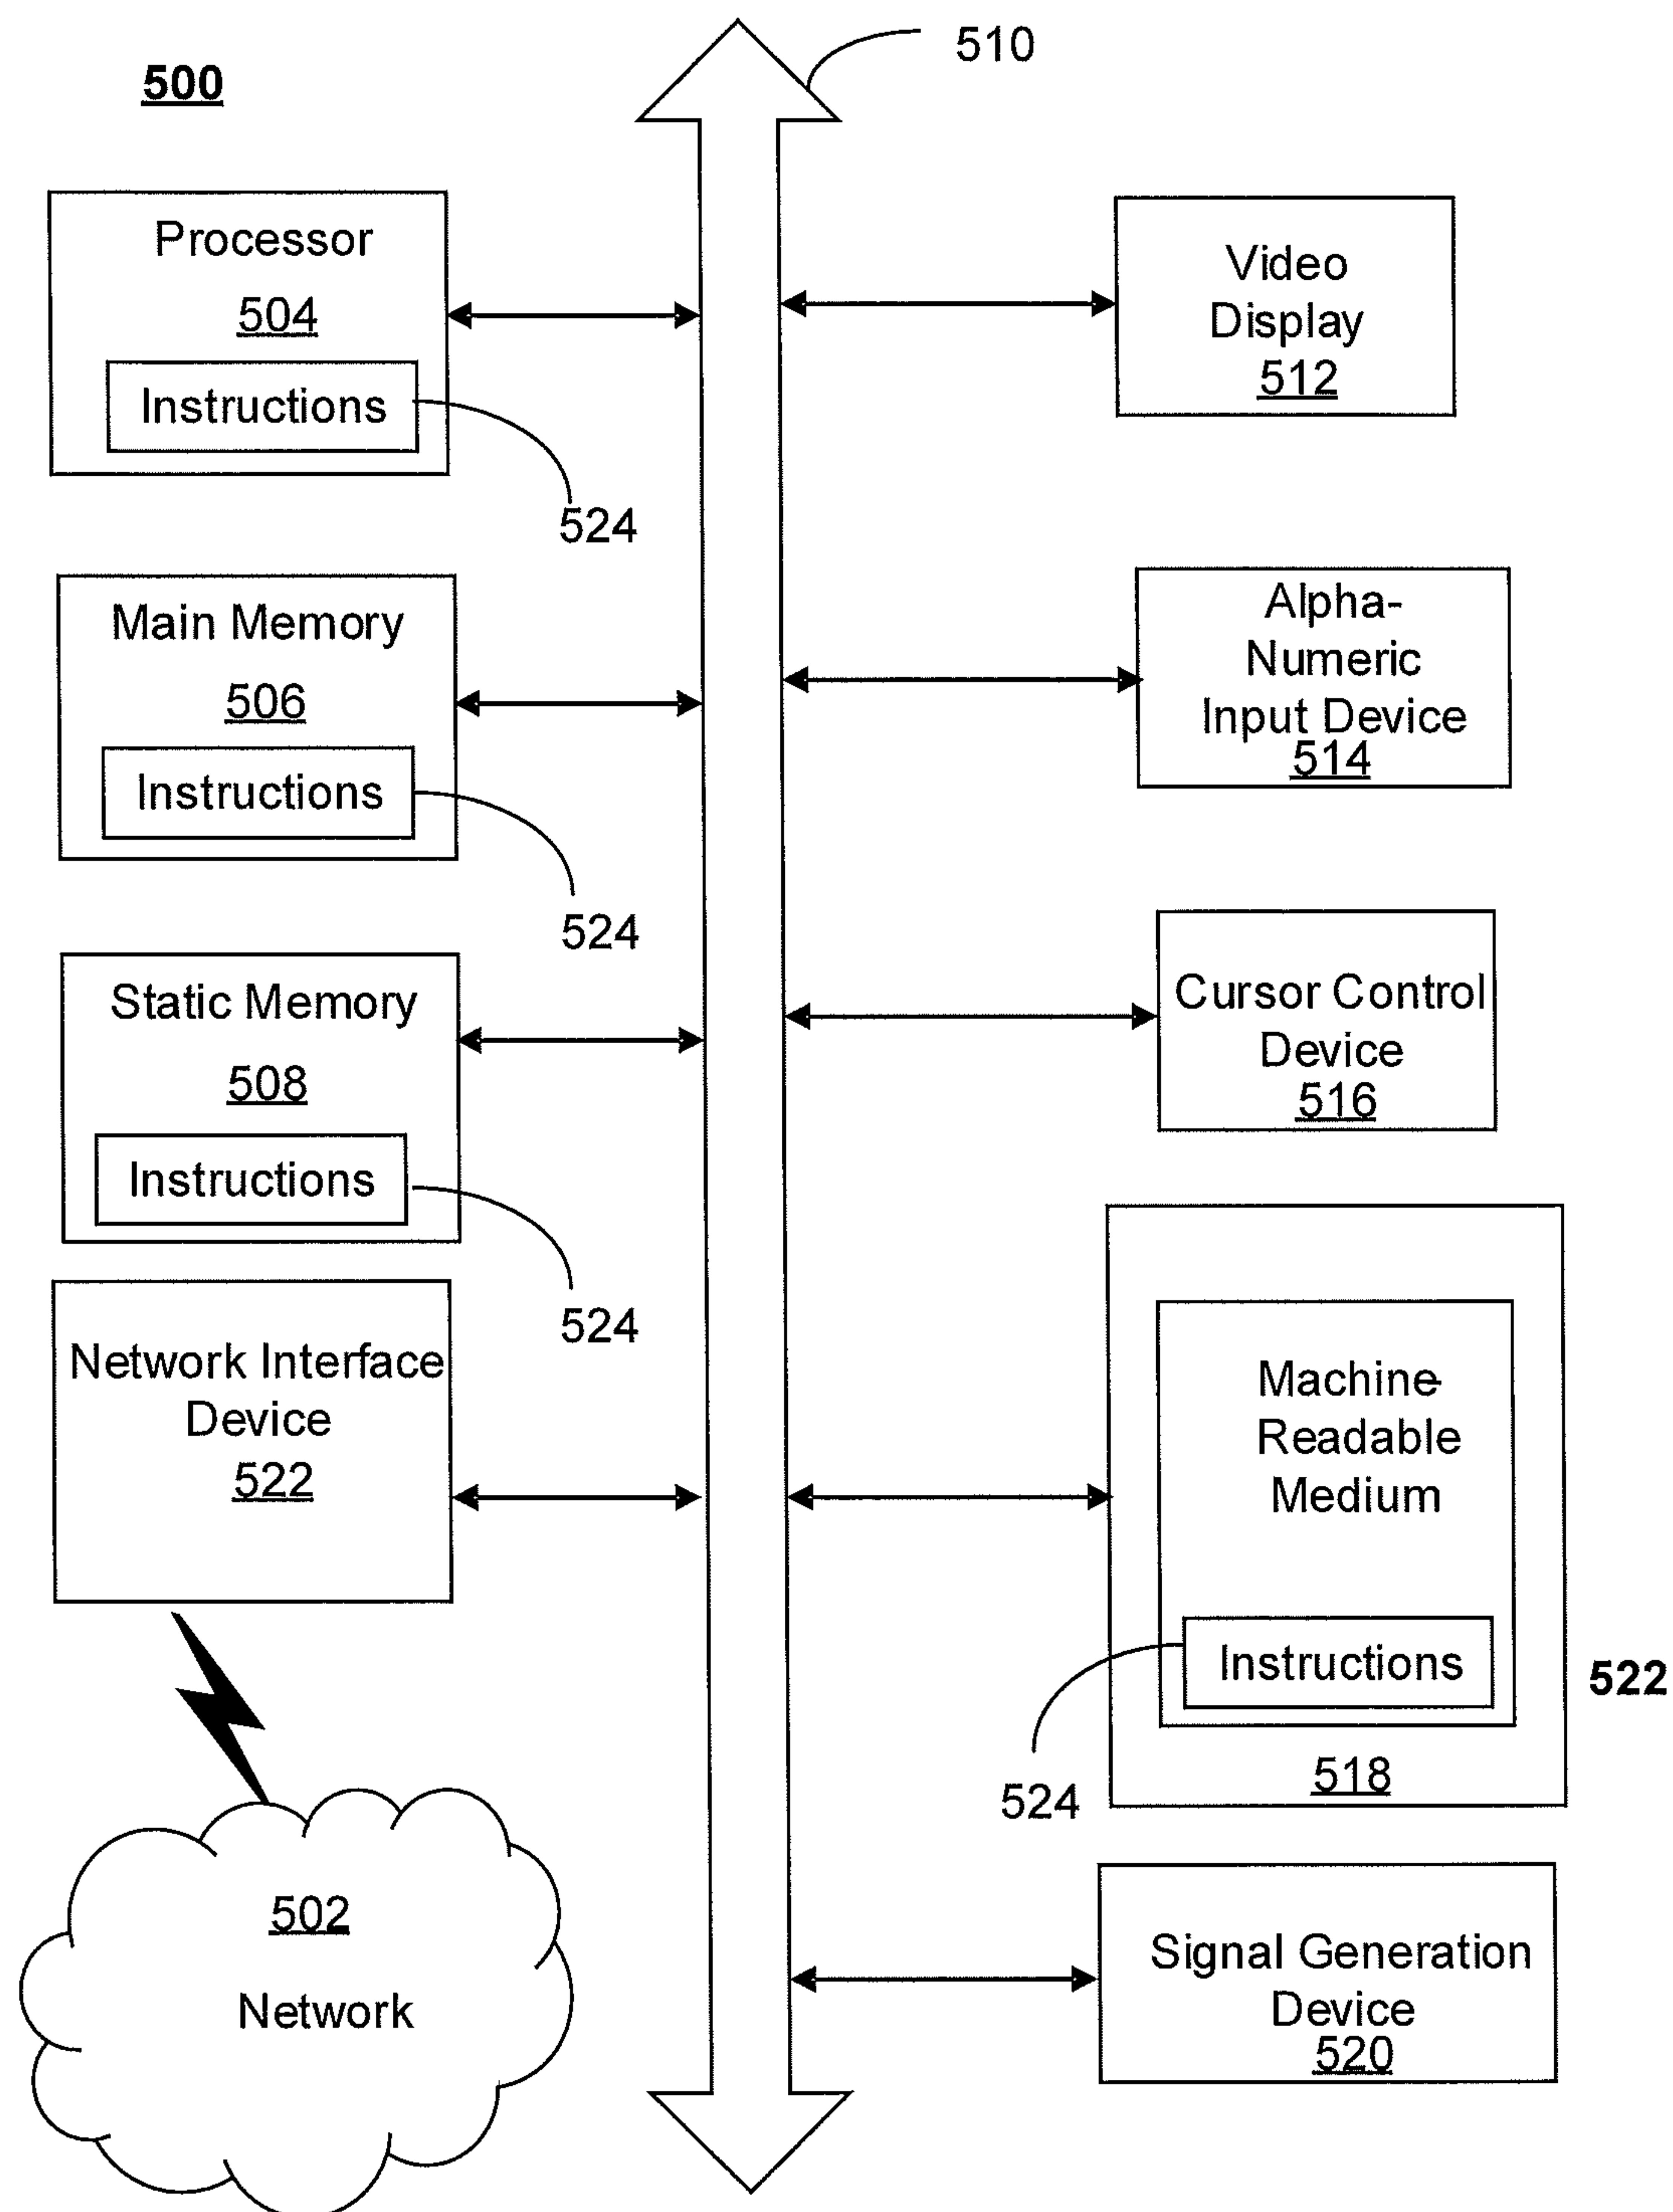 500
510
Processor
504
Instructions
524
Main Memory
506
Instructions
524
Static Memory
508
Instructions
524
Network Interface
Device
522
502
Network
Video
Display
512
Alpha-
Numeric
Input Device
514
Cursor Control
Device
516
Machine-
Readable
Medium
Instructions
522
524
518
Signal Generation
Device
520